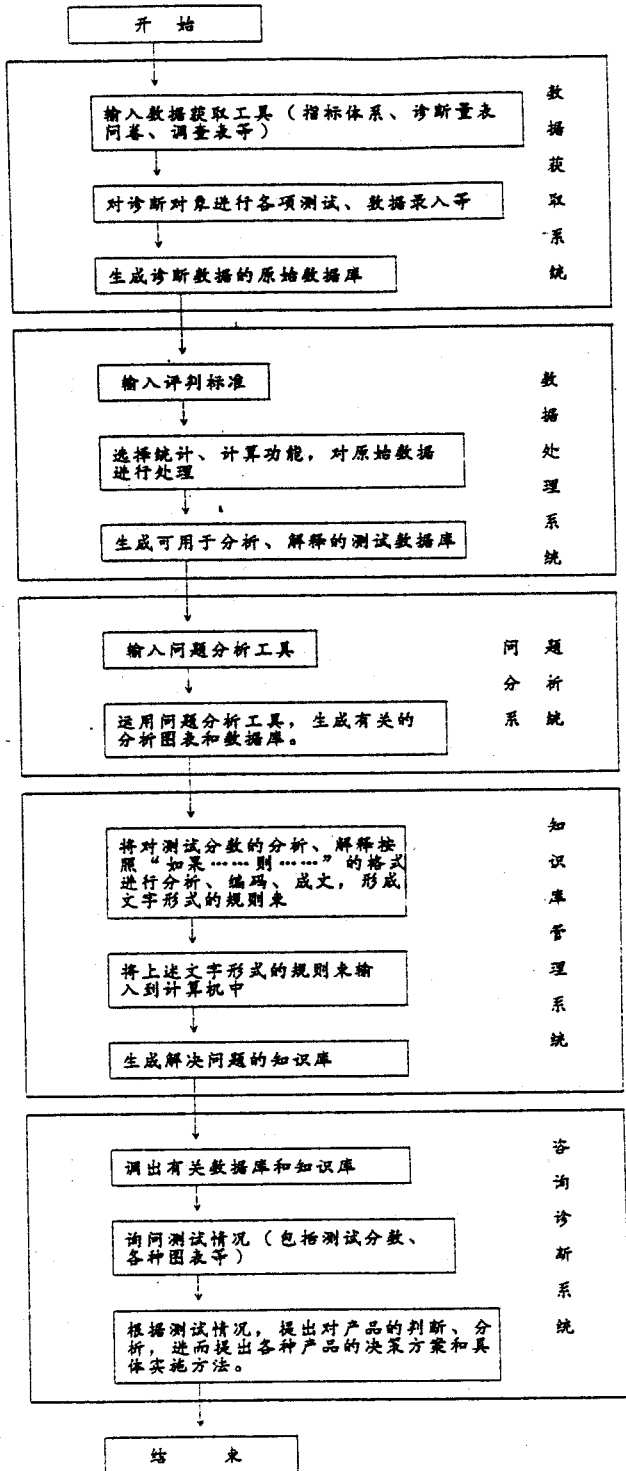 开 始
输入数据获取工具（指标体系、诊断量表
问卷、调查表等）
对诊断对象进行各项测试、数据录入等
生成诊断数据的原始数据库
数据获取系统
输入评判标准
选择统计、计算功能，对原始数据
进行处理
生成可用于分析、解释的测试数据库
数据处理系统
输入问题分析工具
运用问题分析工具，生成有关的
分析图表和数据库。
问题
分析
系统
将对测试分数的分析、解释按
照“如果……则……”的格式
进行分析、编码、成文，形成
文字形式的规则束
将上述文字形式的规则束输
入到计算机中
生成解决问题的知识库
知识库管理系统
调出有关数据库和知识库
询问测试情况（包括测试分数、
各种图表等）
根据测试情况，提出对产品的判断、分
析，进而提出各种产品的决策方案和具
体实施方法。
咨询诊断系统
结 束